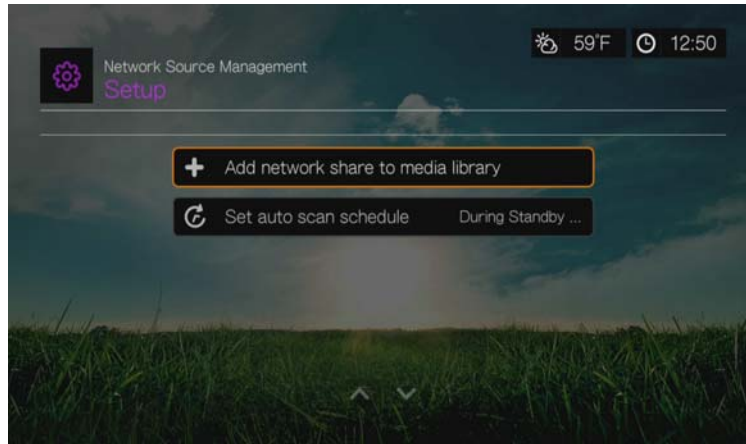 59°F 12:50
Network Source Management
Setup
Add network share to media library
Set auto scan schedule During Standby ...